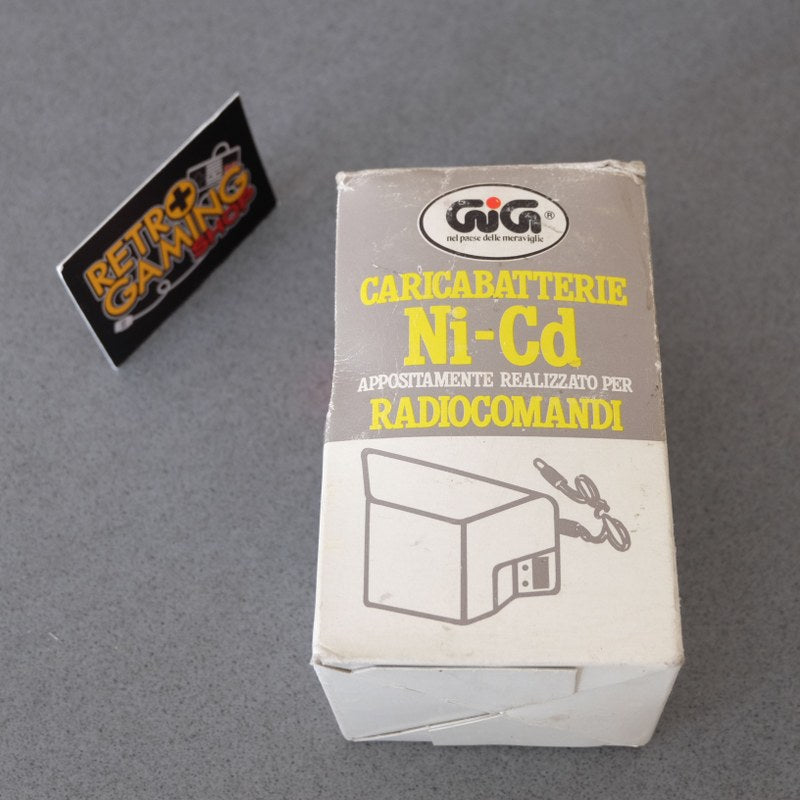 RETRO
GAMING
SHOP
GiG ®
nel paese delle meraviglie
CARICABATTERIE
Ni-Cd
APPOSITAMENTE REALIZZATO PER
RADIOCOMANDI